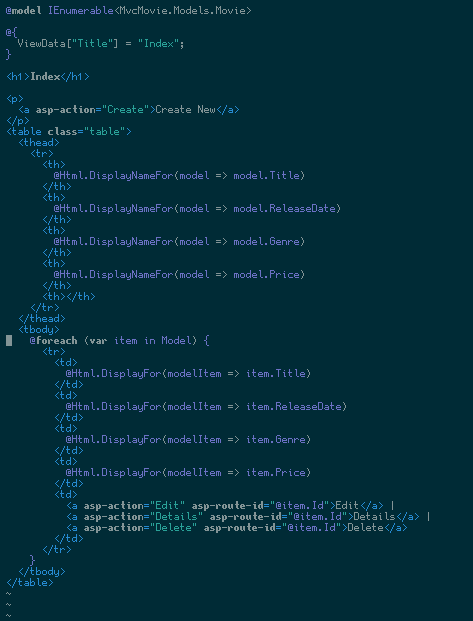 @model IEnumerable<MvcMovie.Models.Movie>

@{
  ViewData["Title"] = "Index";
}

<h1>Index</h1>

<p>
  <a asp-action="Create">Create New</a>
</p>
<table class="table">
  <thead>
    <tr>
      <th>
        @Html.DisplayNameFor(model => model.Title)
      </th>
      <th>
        @Html.DisplayNameFor(model => model.ReleaseDate)
      </th>
      <th>
        @Html.DisplayNameFor(model => model.Genre)
      </th>
      <th>
        @Html.DisplayNameFor(model => model.Price)
      </th>
      <th></th>
    </tr>
  </thead>
  <tbody>
    @foreach (var item in Model) {
      <tr>
        <td>
          @Html.DisplayFor(modelItem => item.Title)
        </td>
        <td>
          @Html.DisplayFor(modelItem => item.ReleaseDate)
        </td>
        <td>
          @Html.DisplayFor(modelItem => item.Genre)
        </td>
        <td>
          @Html.DisplayFor(modelItem => item.Price)
        </td>
        <td>
          <a asp-action="Edit" asp-route-id="@item.Id">Edit</a> |
          <a asp-action="Details" asp-route-id="@item.Id">Details</a> |
          <a asp-action="Delete" asp-route-id="@item.Id">Delete</a>
        </td>
      </tr>
    }
  </tbody>
</table>
~
~
~